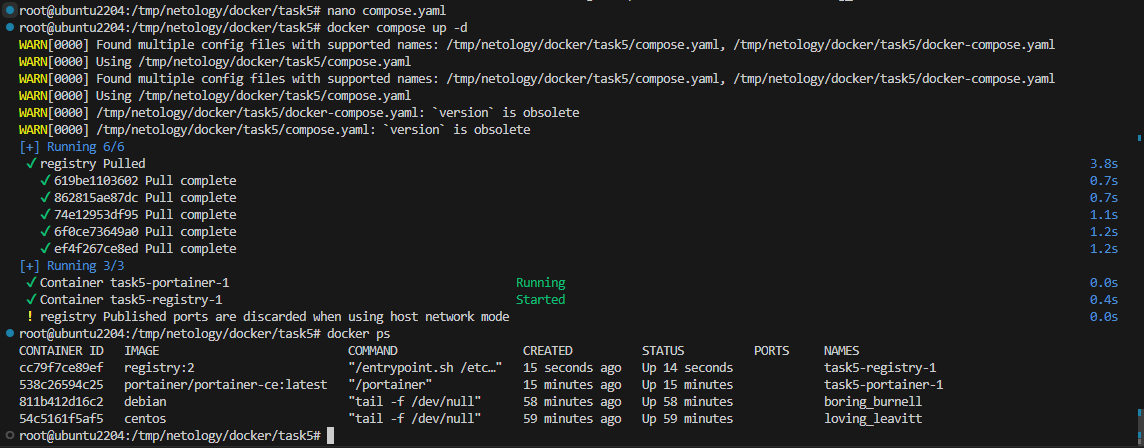 root@ubuntu2204:/tmp/netology/docker/task5# nano compose.yaml
root@ubuntu2204:/tmp/netology/docker/task5# docker compose up -d
WARN[0000] Found multiple config files with supported names: /tmp/netology/docker/task5/compose.yaml, /tmp/netology/docker/task5/docker-compose.yaml
WARN[0000] Using /tmp/netology/docker/task5/compose.yaml
WARN[0000] Found multiple config files with supported names: /tmp/netology/docker/task5/compose.yaml, /tmp/netology/docker/task5/docker-compose.yaml
WARN[0000] Using /tmp/netology/docker/task5/compose.yaml
WARN[0000] /tmp/netology/docker/task5/docker-compose.yaml: `version` is obsolete
WARN[0000] /tmp/netology/docker/task5/compose.yaml: `version` is obsolete
[+] Running 6/6
✓ registry Pulled 3.8s
✓ 619be1103602 Pull complete 0.7s
✓ 862815ae87dc Pull complete 0.7s
✓ 74e12953df95 Pull complete 1.1s
✓ 6f0ce73649a0 Pull complete 1.2s
✓ ef4f267ce8ed Pull complete 1.2s
[+] Running 3/3
✓ Container task5-portainer-1 Running 0.0s
✓ Container task5-registry-1 Started 0.4s
! registry Published ports are discarded when using host network mode 0.0s
root@ubuntu2204:/tmp/netology/docker/task5# docker ps
CONTAINER ID IMAGE COMMAND CREATED STATUS PORTS NAMES
cc79f7ce89ef registry:2 "/entrypoint.sh /etc…" 15 seconds ago Up 14 seconds task5-registry-1
538c26594c25 portainer/portainer-ce:latest "/portainer" 15 minutes ago Up 15 minutes task5-portainer-1
811b412d16c2 debian "tail -f /dev/null" 58 minutes ago Up 58 minutes boring_burnell
54c5161f5af5 centos "tail -f /dev/null" 59 minutes ago Up 59 minutes loving_leavitt
root@ubuntu2204:/tmp/netology/docker/task5#